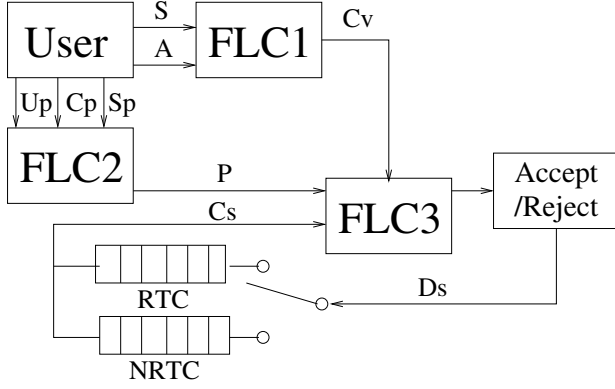 S
Cv
User
FLC1
A
Up
Cp
Sp
FLC2
P
Accept
/Reject
FLC3
Cs
Ds
RTC
NRTC